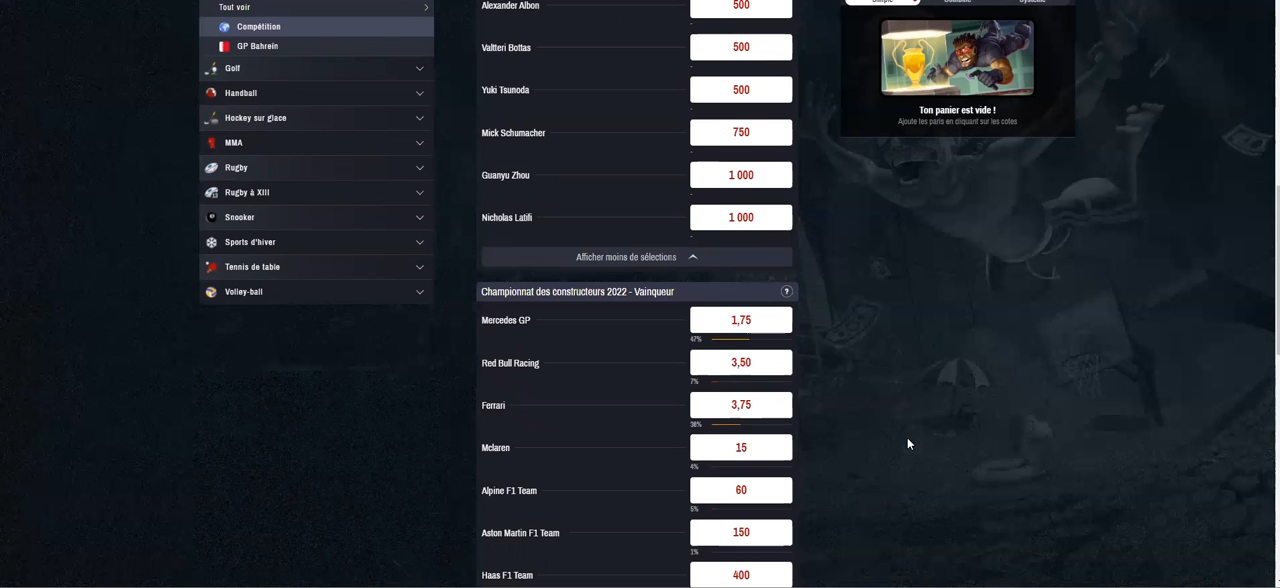 Tout voir
Compétition
GP Bahreïn
Golf
Handball
Hockey sur glace
MMA
Rugby
Rugby à XIII
Snooker
Sports d'hiver
Tennis de table
Volley-ball
Alexander Albon 500
-
Valtteri Bottas 500
-
Yuki Tsunoda 500
-
Mick Schumacher 750
-
Guanyu Zhou 1 000
-
Nicholas Latifi 1 000
-
Afficher moins de sélections
Championnat des constructeurs 2022 - Vainqueur ?
Mercedes GP 1,75
47%
Red Bull Racing 3,50
7%
Ferrari 3,75
36%
Mclaren 15
4%
Alpine F1 Team 60
5%
Aston Martin F1 Team 150
1%
Haas F1 Team 400
Ton panier est vide !
Ajoute les paris en cliquant sur les cotes